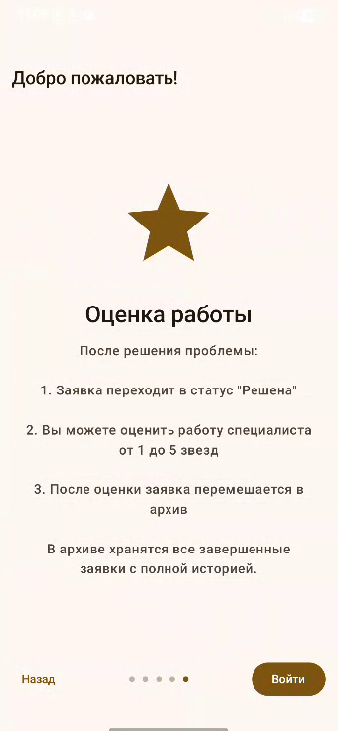 Добро пожаловать!
Оценка работы
После решения проблемы:
1. Заявка переходит в статус "Решена"
2. Вы можете оценить работу специалиста
от 1 до 5 звезд
3. После оценки заявка перемешается в
архив
В архиве хранятся все завершенные
заявки с полной историей.
Назад
Войти